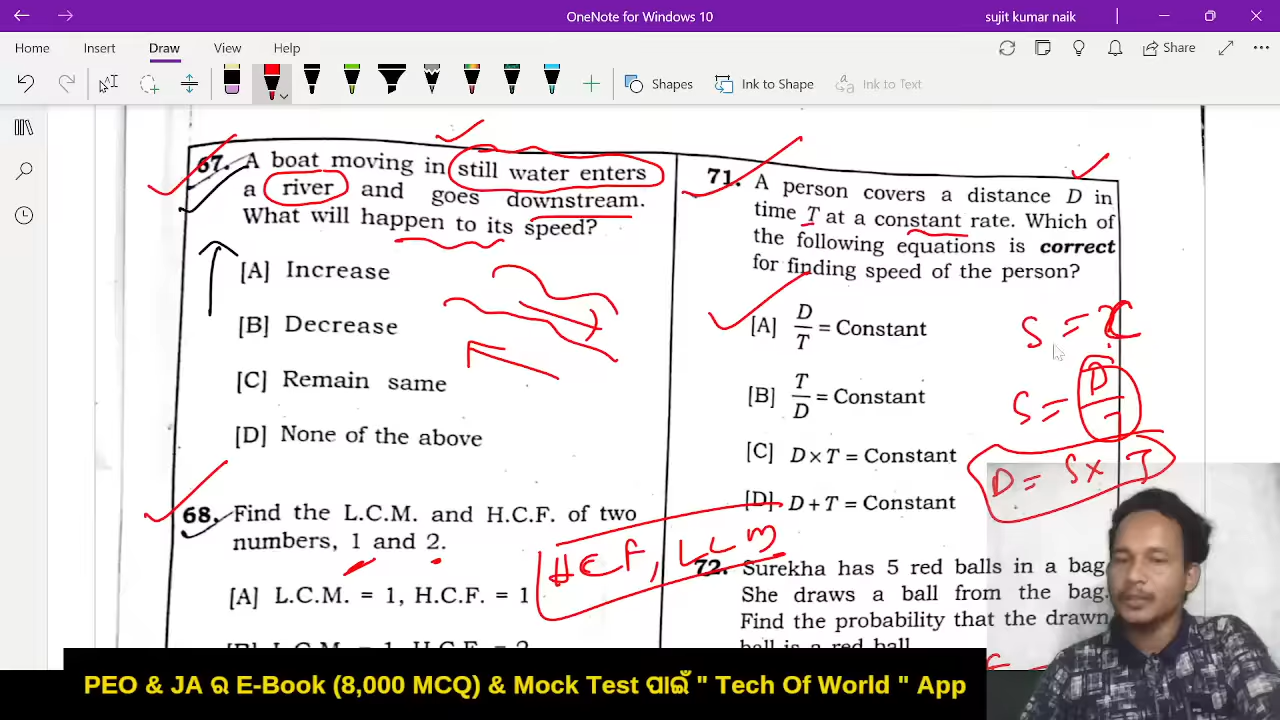 OneNote for Windows 10
sujit kumar naik
Home Insert Draw View Help
Share
Shapes
Ink to Shape
Ink to Text
67. A boat moving in still water enters
a river and goes downstream.
What will happen to its speed?
[A] Increase
[B] Decrease
[C] Remain same
[D] None of the above
68. Find the L.C.M. and H.C.F. of two
numbers, 1 and 2.
[A] L.C.M. = 1, H.C.F. = 1
H C F, L C M
71. A person covers a distance D in
time T at a constant rate. Which of
the following equations is correct
for finding speed of the person?
[A] D/T = Constant
[B] T/D = Constant
[C] D × T = Constant
[D] D + T = Constant
S =
S = D
D = S × T
72. Surekha has 5 red balls in a bag.
She draws a ball from the bag.
Find the probability that the drawn
ball is a red ball
PEO & JA ର E-Book (8,000 MCQ) & Mock Test ପାଇଁ " Tech Of World " App